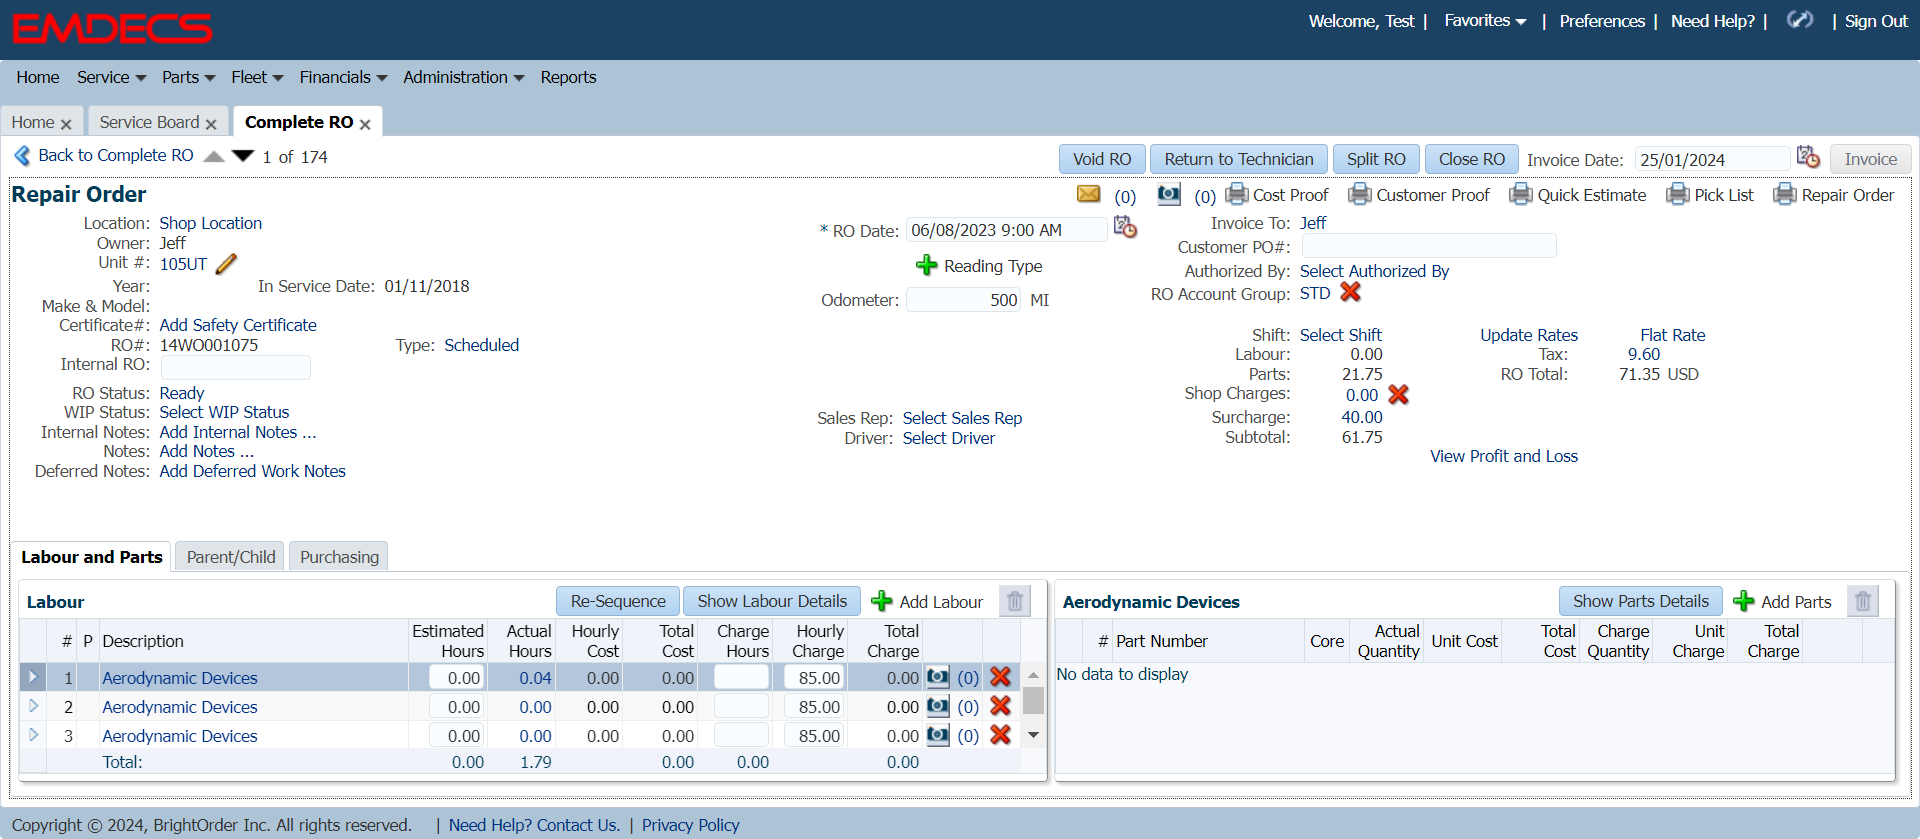 EMDECS
Welcome, Test | Favorites | Preferences | Need Help? | | Sign Out
Home Service Parts Fleet Financials Administration Reports
Home Service Board Complete RO
Back to Complete RO 1 of 174 Void RO Return to Technician Split RO Close RO Invoice Date: 25/01/2024 Invoice
Repair Order (0) (0) Cost Proof Customer Proof Quick Estimate Pick List Repair Order
Location: Shop Location * RO Date: 06/08/2023 9:00 AM Invoice To: Jeff
Owner: Jeff Customer PO#:
Unit #: 105UT Reading Type Authorized By: Select Authorized By
Year: In Service Date: 01/11/2018 RO Account Group: STD
Make & Model: Odometer: 500 MI
Certificate#: Add Safety Certificate Shift: Select Shift Update Rates Flat Rate
RO#: 14WO001075 Type: Scheduled Labour: 0.00 Tax: 9.60
Internal RO: Parts: 21.75 RO Total: 71.35 USD
RO Status: Ready Shop Charges: 0.00
WIP Status: Select WIP Status Sales Rep: Select Sales Rep Surcharge: 40.00
Internal Notes: Add Internal Notes ... Driver: Select Driver Subtotal: 61.75
Notes: Add Notes ... View Profit and Loss
Deferred Notes: Add Deferred Work Notes
Labour and Parts Parent/Child Purchasing
Labour Re-Sequence Show Labour Details Add Labour Aerodynamic Devices Show Parts Details Add Parts
# P Description Estimated Hours Actual Hours Hourly Cost Total Cost Charge Hours Hourly Charge Total Charge # Part Number Core Actual Quantity Unit Cost Total Cost Charge Quantity Unit Charge Total Charge
1 Aerodynamic Devices 0.00 0.04 0.00 0.00 85.00 0.00 (0) No data to display
2 Aerodynamic Devices 0.00 0.00 0.00 0.00 85.00 0.00 (0)
3 Aerodynamic Devices 0.00 0.00 0.00 0.00 85.00 0.00 (0)
Total: 0.00 1.79 0.00 0.00 0.00
Copyright © 2024, BrightOrder Inc. All rights reserved. | Need Help? Contact Us. | Privacy Policy